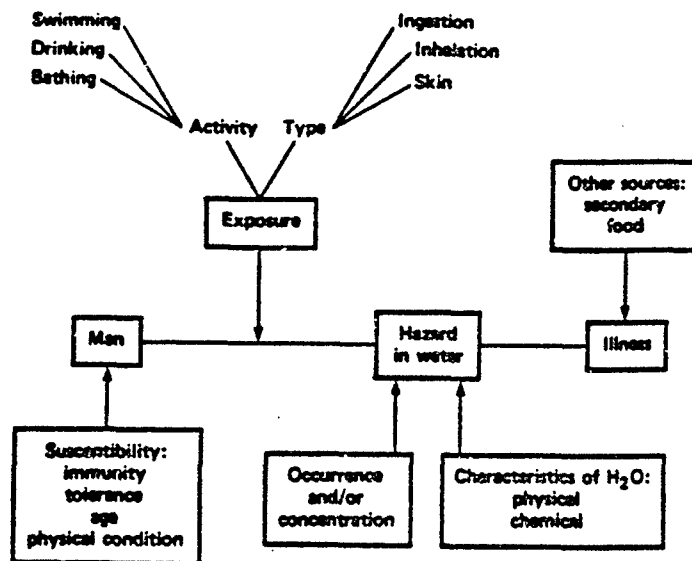 Swimming
Drinking
Bathing
Ingestion
Inhalation
Skin
Activity
Type
Exposure
Other sources:
secondary
food
Man
Hazard
in water
Illness
Susceptibility:
immunity
tolerance
age
physical condition
Occurrence
and/or
concentration
Characteristics of H₂O:
physical
chemical